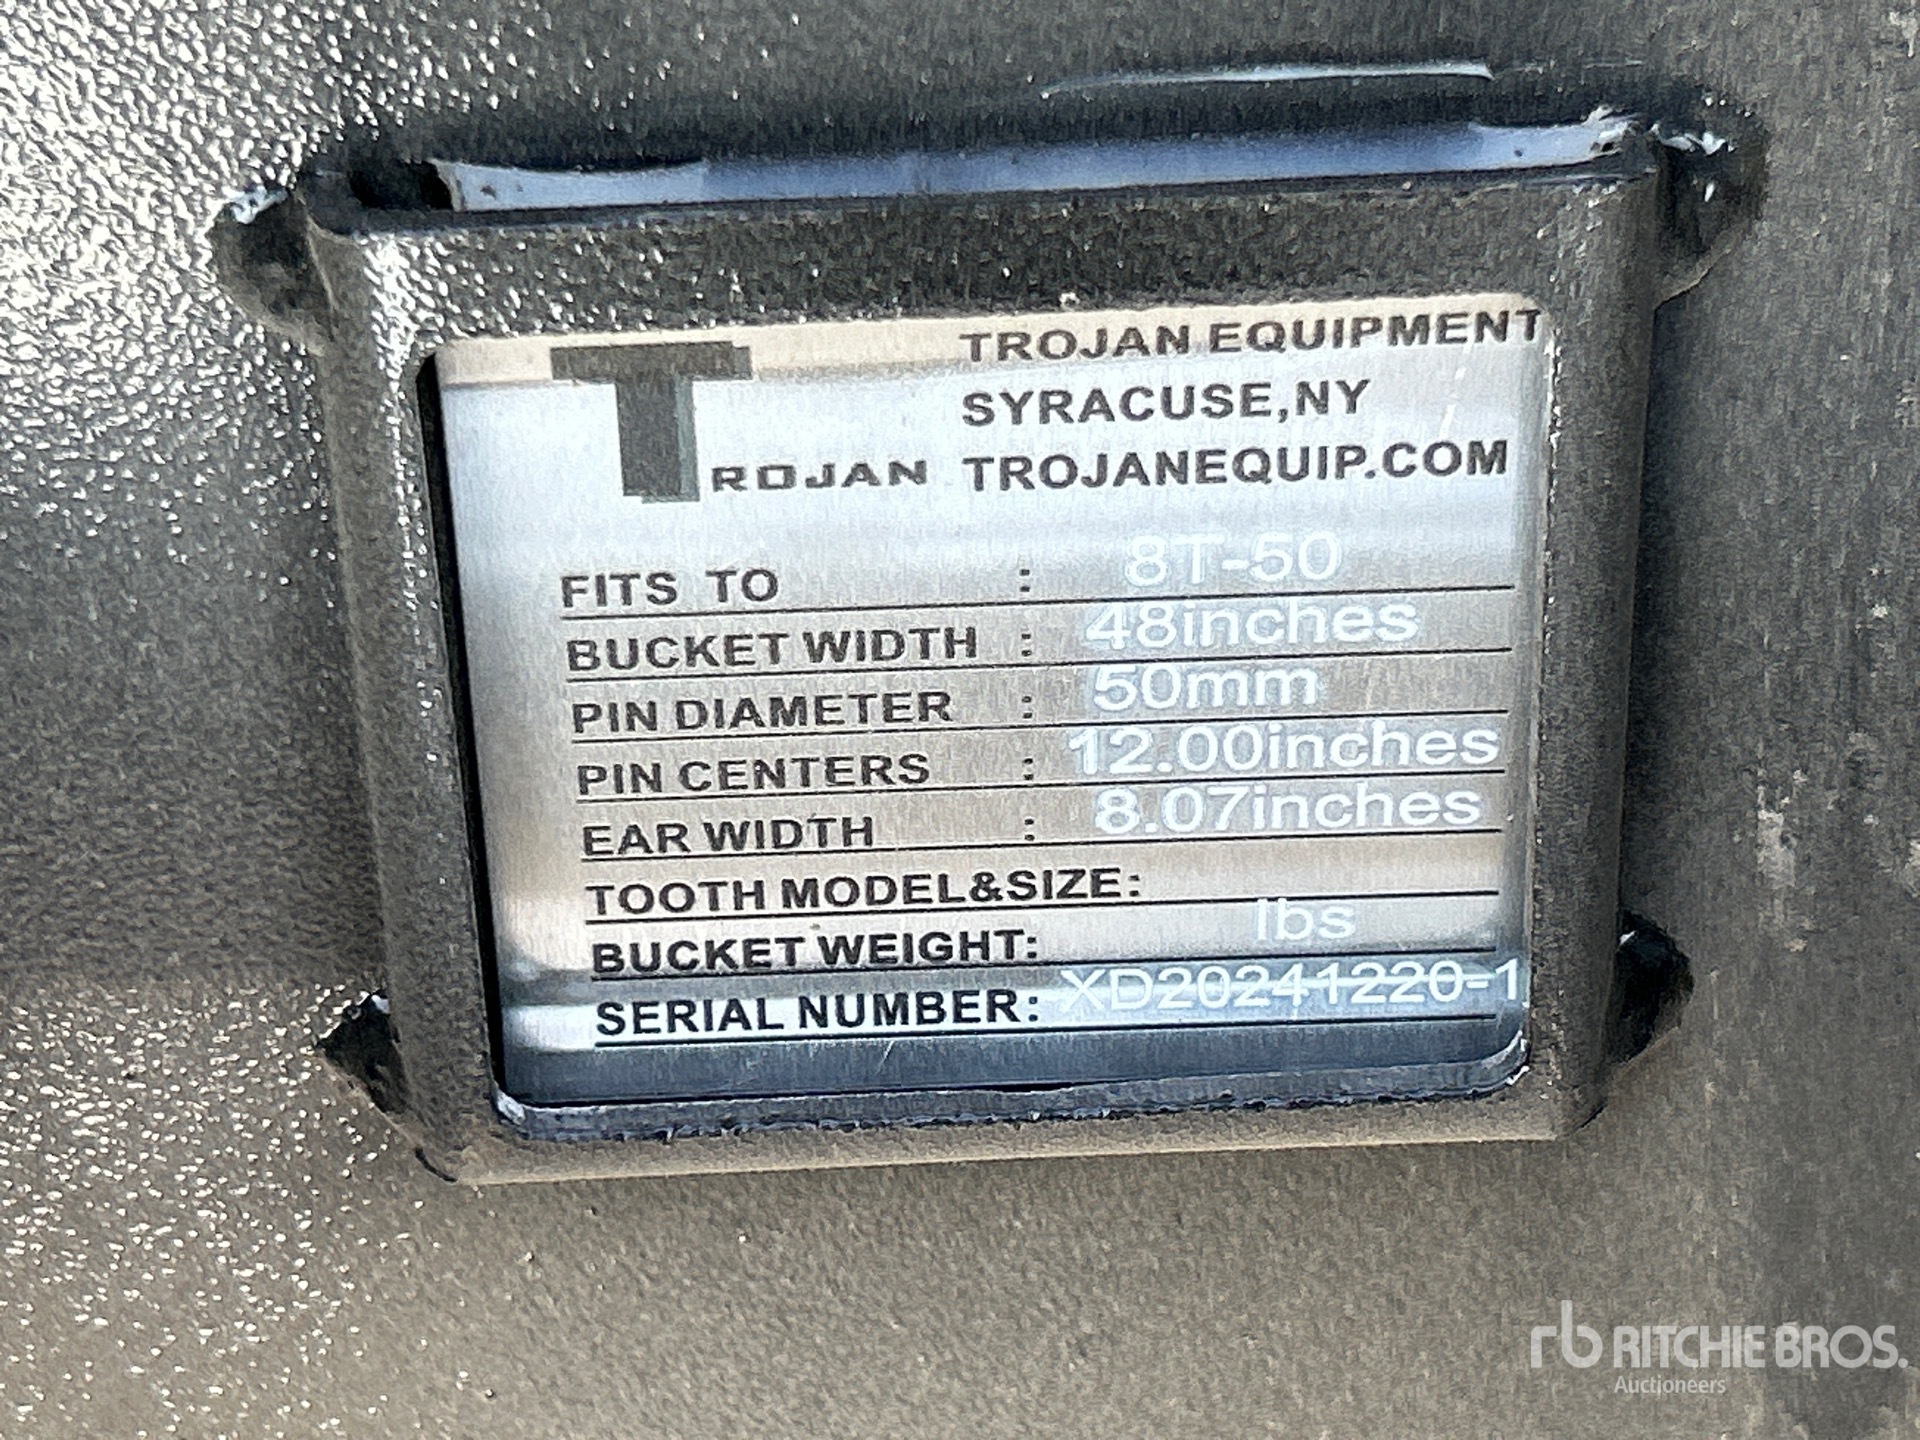 TROJAN EQUIPMENT
SYRACUSE,NY
TROJAN TROJANEQUIP.COM
FITS TO : 8T-50
BUCKET WIDTH : 48inches
PIN DIAMETER : 50mm
PIN CENTERS : 12.00inches
EAR WIDTH : 8.07inches
TOOTH MODEL&SIZE:
BUCKET WEIGHT: lbs
SERIAL NUMBER: XD20241220-1
rb RITCHIE BROS.
Auctioneers